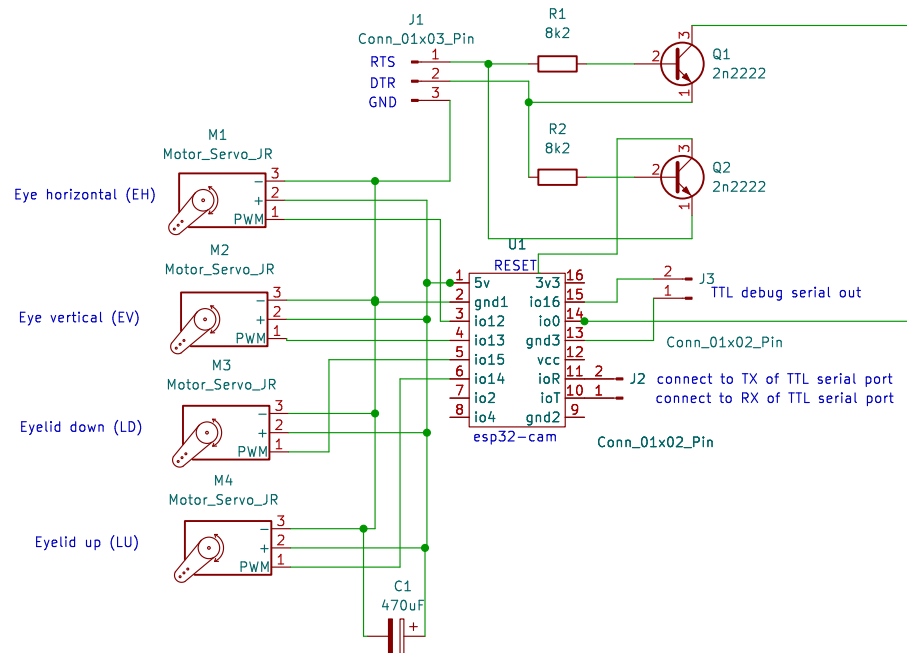 R1
8k2
J1
Conn_01x03_Pin
RTS 1
DTR 2
GND 3
3
2
1
Q1
2n2222
R2
8k2
3
2
1
Q2
2n2222
M1
Motor_Servo_JR
Eye horizontal (EH)
− 3
+ 2
PWM 1
M2
Motor_Servo_JR
Eye vertical (EV)
− 3
+ 2
PWM 1
M3
Motor_Servo_JR
Eyelid down (LD)
− 3
+ 2
PWM 1
M4
Motor_Servo_JR
Eyelid up (LU)
− 3
+ 2
PWM 1
U1
RESET
1 5v 3v3 16
2 gnd1 io16 15
3 io12 io0 14
4 io13 gnd3 13
5 io15 vcc 12
6 io14 ioR 11
7 io2 ioT 10
8 io4 gnd2 9
esp32-cam
2
1
J3
TTL debug serial out
Conn_01x02_Pin
2
1
J2
connect to TX of TTL serial port
connect to RX of TTL serial port
Conn_01x02_Pin
C1
470uF
+